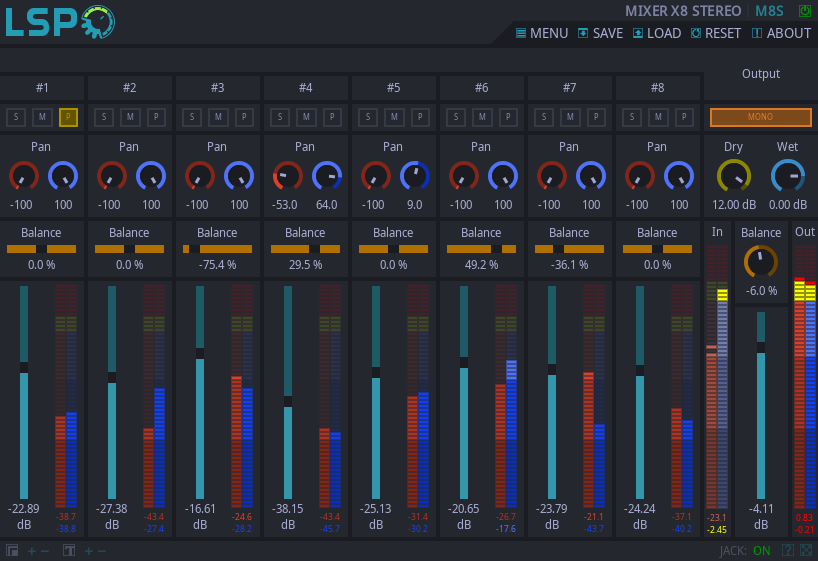 LSP
MIXER X8 STEREO M8S
MENU SAVE LOAD RESET ABOUT
#1 #2 #3 #4 #5 #6 #7 #8 Output
S M P S M P S M P S M P S M P S M P S M P S M P MONO
Pan Pan Pan Pan Pan Pan Pan Pan Dry Wet
-100 100 -100 100 -100 100 -53.0 64.0 -100 9.0 -100 100 -100 100 -100 100 12.00 dB 0.00 dB
Balance Balance Balance Balance Balance Balance Balance Balance In Balance Out
0.0 % 0.0 % -75.4 % 29.5 % 0.0 % 49.2 % -36.1 % 0.0 %
-6.0 %
-22.89 -27.38 -16.61 -38.15 -25.13 -20.65 -23.79 -24.24 -4.11
dB dB dB dB dB dB dB dB dB
-38.7 -43.4 -24.6 -43.4 -31.4 -26.7 -21.1 -37.1 -23.1 0.83
-38.8 -27.4 -28.2 -45.7 -30.2 -17.6 -43.7 -40.2 -2.45 -0.21
+ - T + - JACK: ON ?